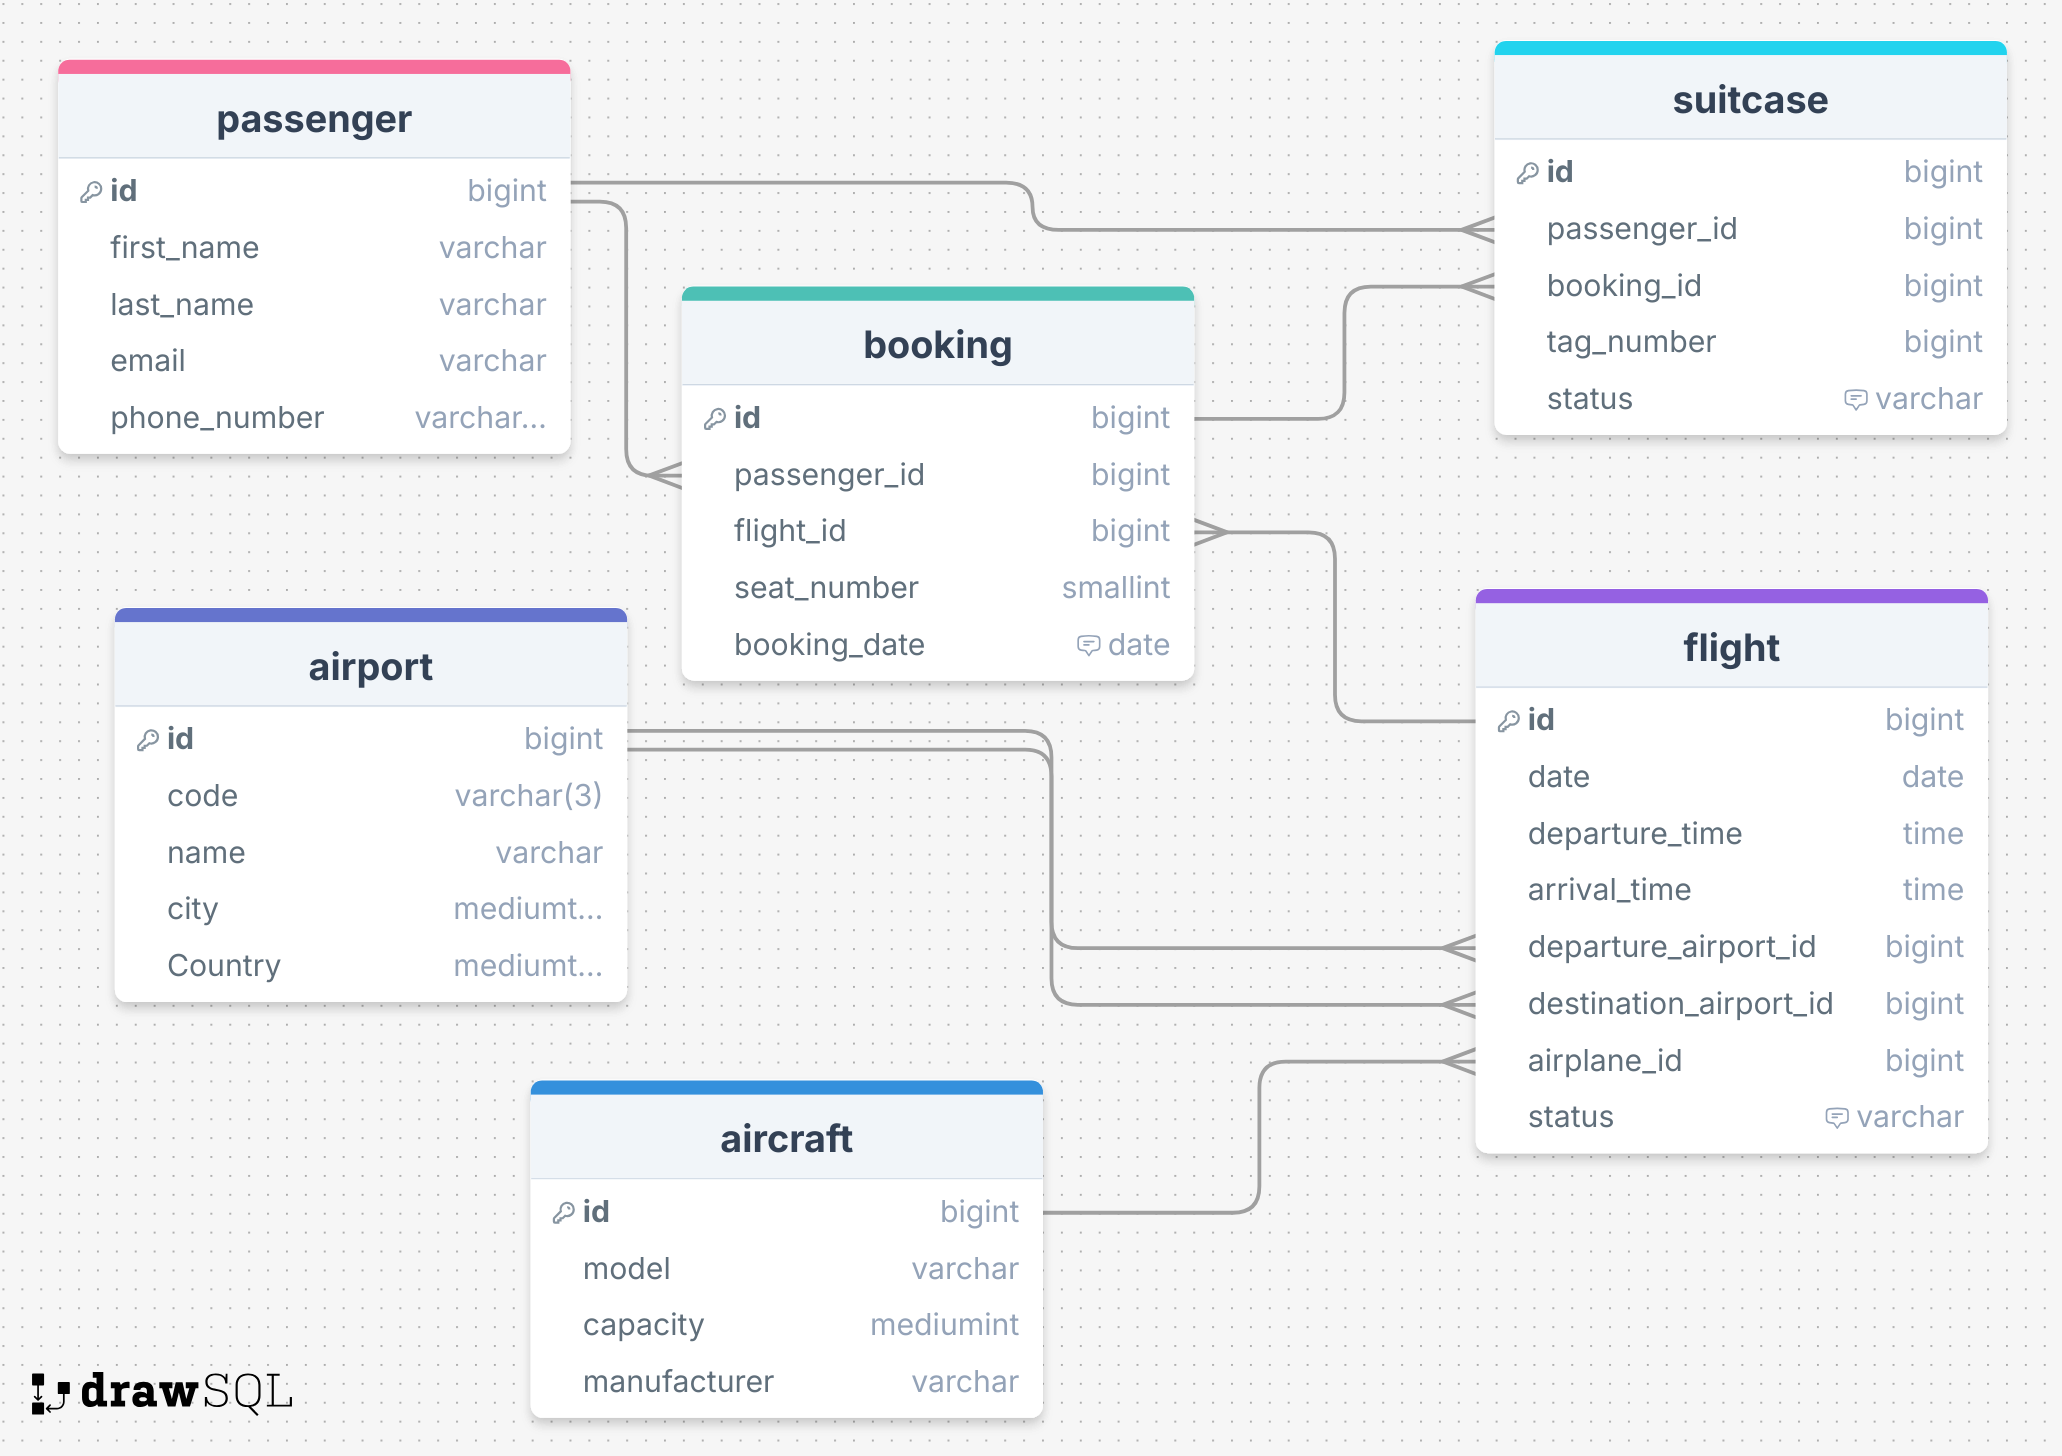 passenger
id bigint
first_name varchar
last_name varchar
email varchar
phone_number varchar...
suitcase
id bigint
passenger_id bigint
booking_id bigint
tag_number bigint
status varchar
booking
id bigint
passenger_id bigint
flight_id bigint
seat_number smallint
booking_date date
airport
id bigint
code varchar(3)
name varchar
city mediumt...
Country mediumt...
flight
id bigint
date date
departure_time time
arrival_time time
departure_airport_id bigint
destination_airport_id bigint
airplane_id bigint
status varchar
aircraft
id bigint
model varchar
capacity mediumint
manufacturer varchar
drawSQL